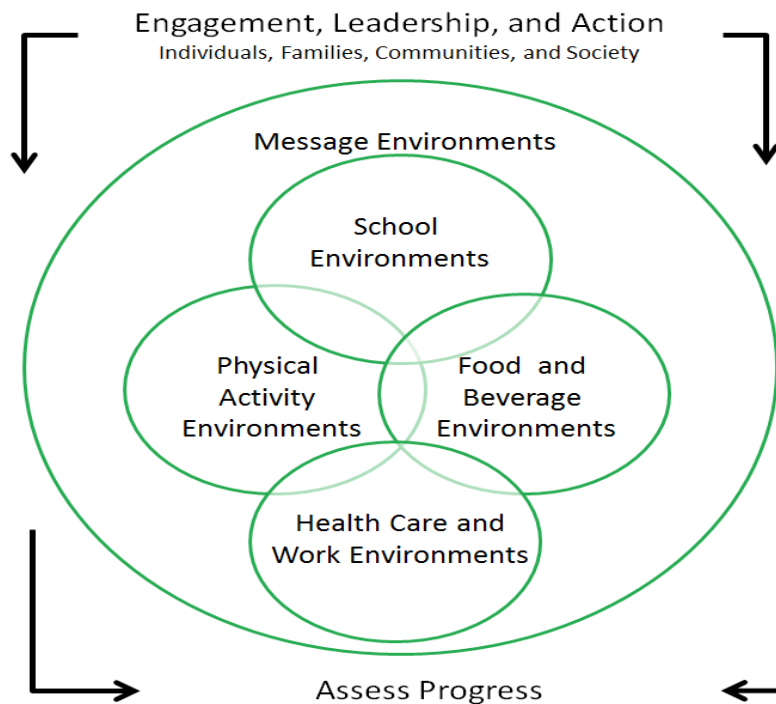 Engagement, Leadership, and Action
Individuals, Families, Communities, and Society
Message Environments
School
Environments
Physical
Activity
Environments
Food and
Beverage
Environments
Health Care and
Work Environments
Assess Progress